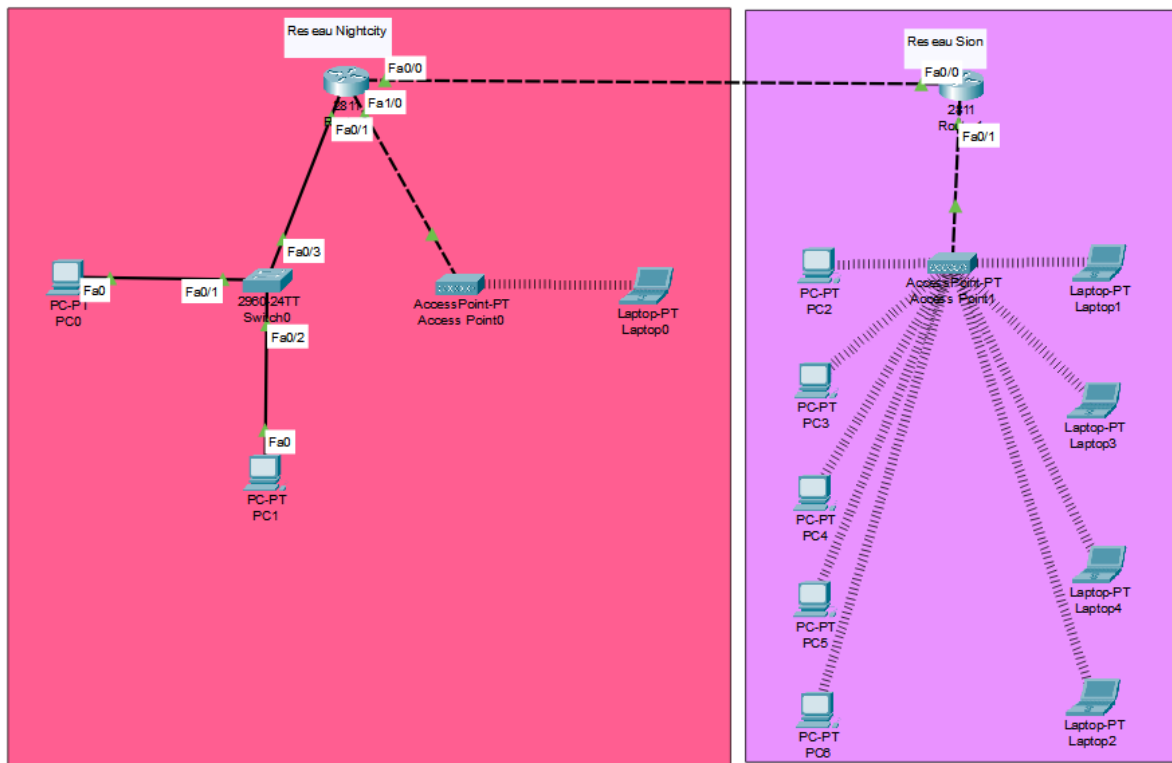 Reseau Nightcity
Fa0/0
2811
Fa1/0
Fa0/1
Fa0/3
Fa0
Fa0/1
PC-PT
PC0
2960-24TT
Switch0
Fa0/2
AccessPoint-PT
Access Point0
Laptop-PT
Laptop0
Fa0
PC-PT
PC1
Reseau Sion
Fa0/0
2811
Fa0/1
PC-PT
PC2
AccessPoint-PT
Access Point1
Laptop-PT
Laptop1
PC-PT
PC3
Laptop-PT
Laptop3
PC-PT
PC4
Laptop-PT
Laptop4
PC-PT
PC5
PC-PT
PC6
Laptop-PT
Laptop2